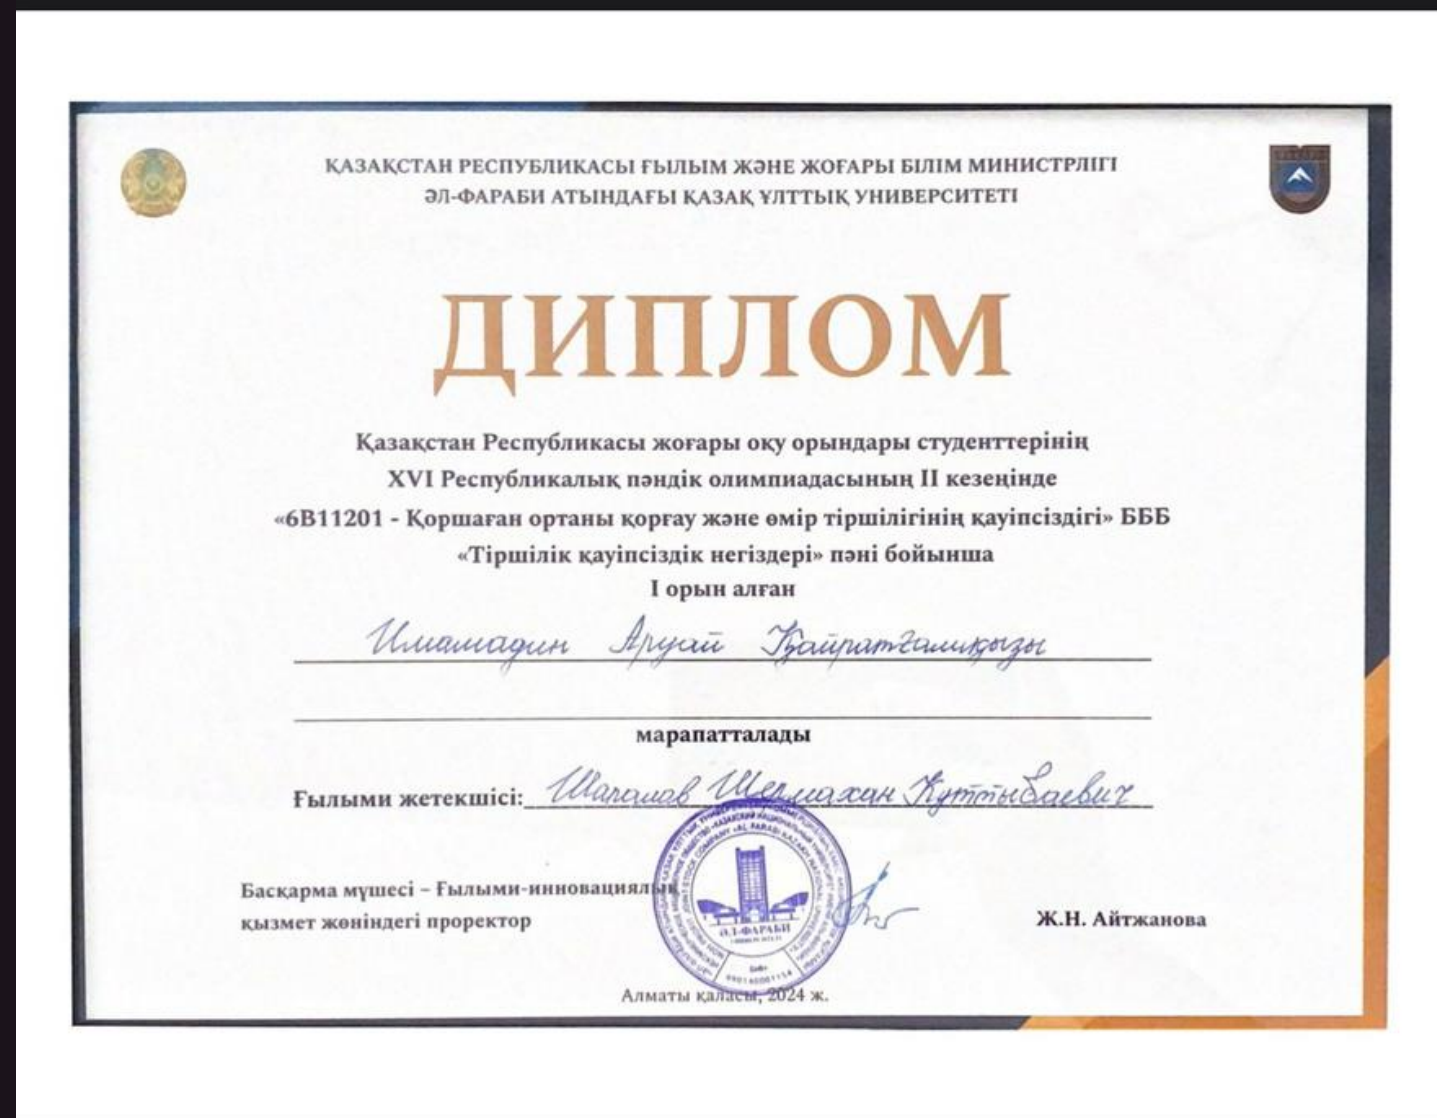 ҚАЗАҚСТАН РЕСПУБЛИКАСЫ ҒЫЛЫМ ЖӘНЕ ЖОҒАРЫ БІЛІМ МИНИСТРЛІГІ
ӘЛ-ФАРАБИ АТЫНДАҒЫ ҚАЗАҚ ҰЛТТЫҚ УНИВЕРСИТЕТІ
ДИПЛОМ
Қазақстан Республикасы жоғары оқу орындары студенттерінің
XVI Республикалық пәндік олимпиадасының II кезеңінде
«6B11201 - Қоршаған ортаны қорғау және өмір тіршілігінің қауіпсіздігі» БББ
«Тіршілік қауіпсіздік негіздері» пәні бойынша
I орын алған
Имамадин Аруай Қайратғалиқызы
марапатталады
Ғылыми жетекшісі: Шапалов Шермахан Куттыбаевич
Басқарма мүшесі – Ғылыми-инновациялық
қызмет жөніндегі проректор
Ж.Н. Айтжанова
ӘЛ-ФАРАБИ
Алматы қаласы, 2024 ж.